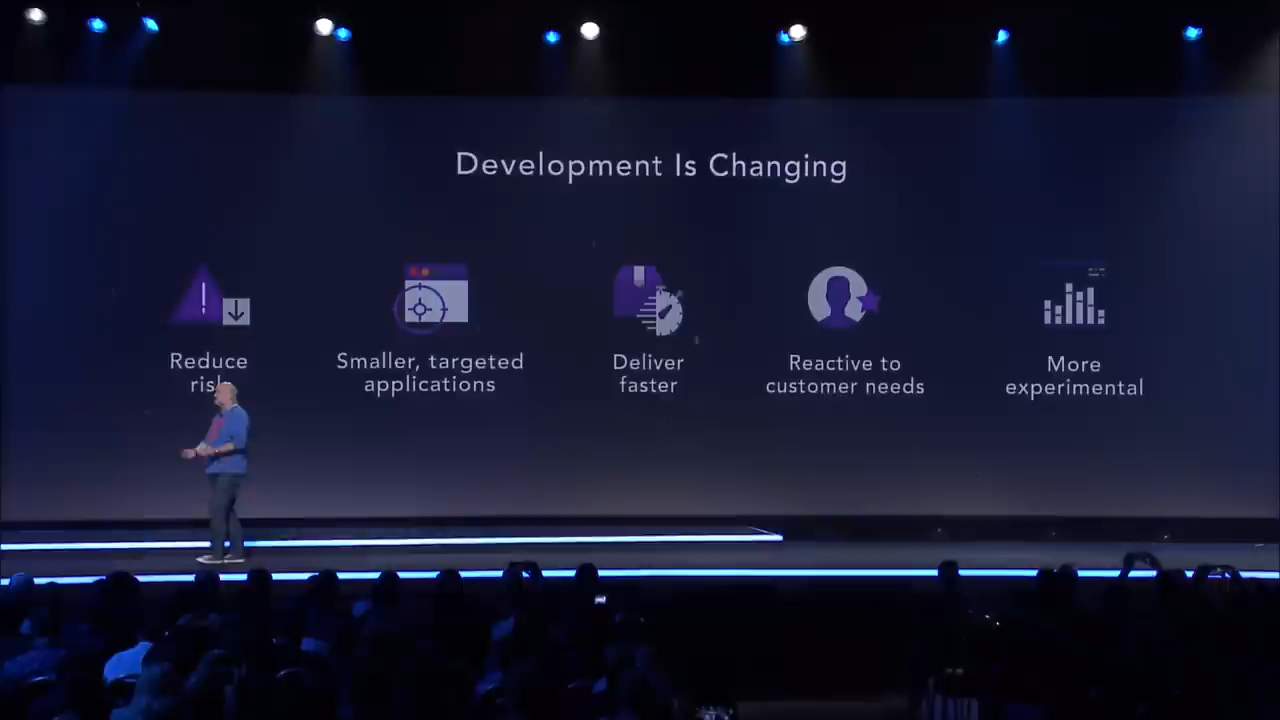 Development Is Changing
Reduce
risk
Smaller, targeted
applications
Deliver
faster
Reactive to
customer needs
More
experimental